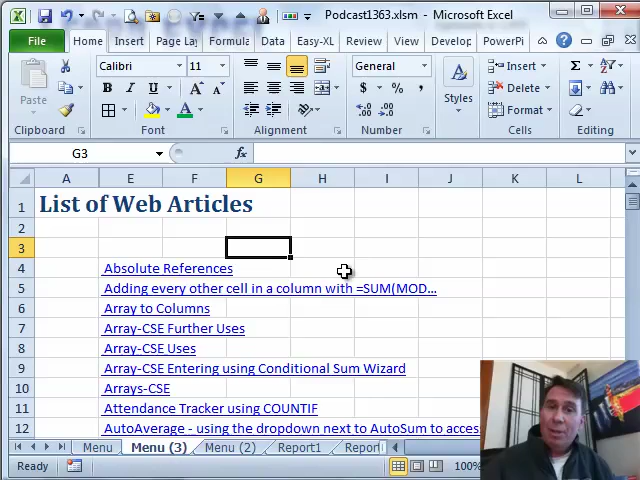 Podcast1363.xlsm - Microsoft Excel
File Home Insert Page Lay Formula Data Easy-XL Review View Develop PowerPi
Calibri 11 General Insert
Paste B I U A A $ % , Styles Delete
A .00 .0 Format
Clipboard Font Alignment Number Cells Editing
G3 fx
A E F G H I J K L
1 List of Web Articles
2
3
4 Absolute References
5 Adding every other cell in a column with =SUM(MOD...
6 Array to Columns
7 Array-CSE Further Uses
8 Array-CSE Uses
9 Array-CSE Entering using Conditional Sum Wizard
10 Arrays-CSE
11 Attendance Tracker using COUNTIF
12 AutoAverage - using the dropdown next to AutoSum to acces
Menu Menu (3) Menu (2) Report1 Report
Ready 100%